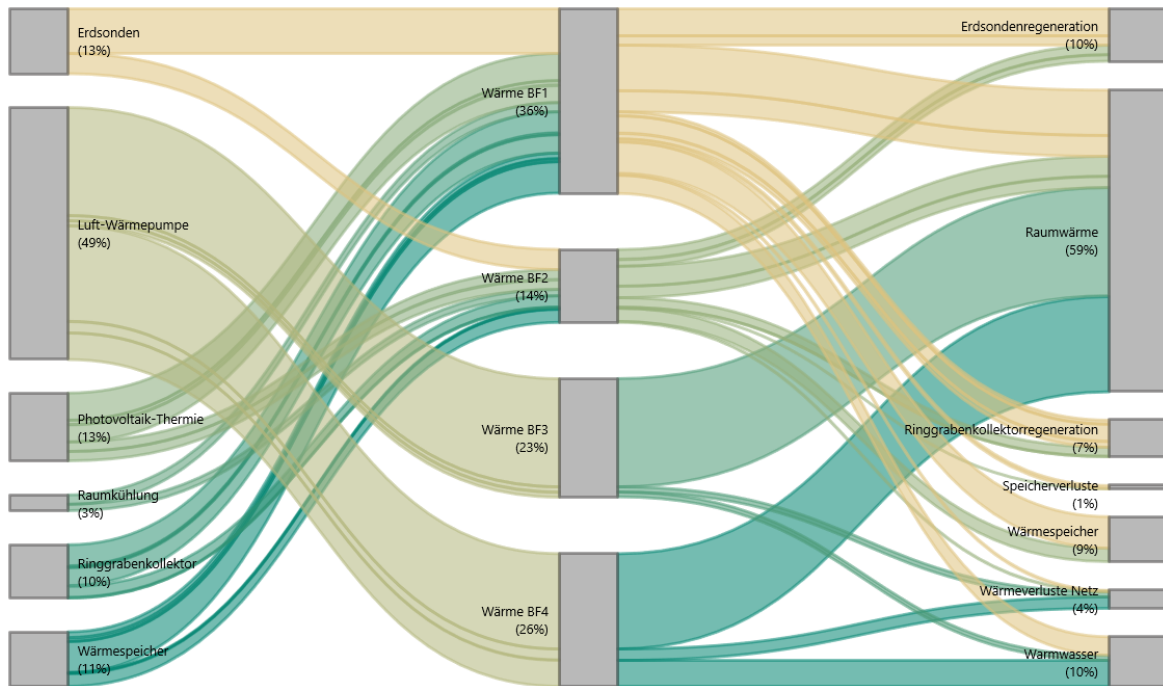 Erdsonden
(13%)
Luft-Wärmepumpe
(49%)
Photovoltaik-Thermie
(13%)
Raumkühlung
(3%)
Ringgrabenkollektor
(10%)
Wärmespeicher
(11%)
Wärme BF1
(36%)
Wärme BF2
(14%)
Wärme BF3
(23%)
Wärme BF4
(26%)
Erdsondenregeneration
(10%)
Raumwärme
(59%)
Ringgrabenkollektorregeneration
(7%)
Speicherverluste
(1%)
Wärmespeicher
(9%)
Wärmeverluste Netz
(4%)
Warmwasser
(10%)